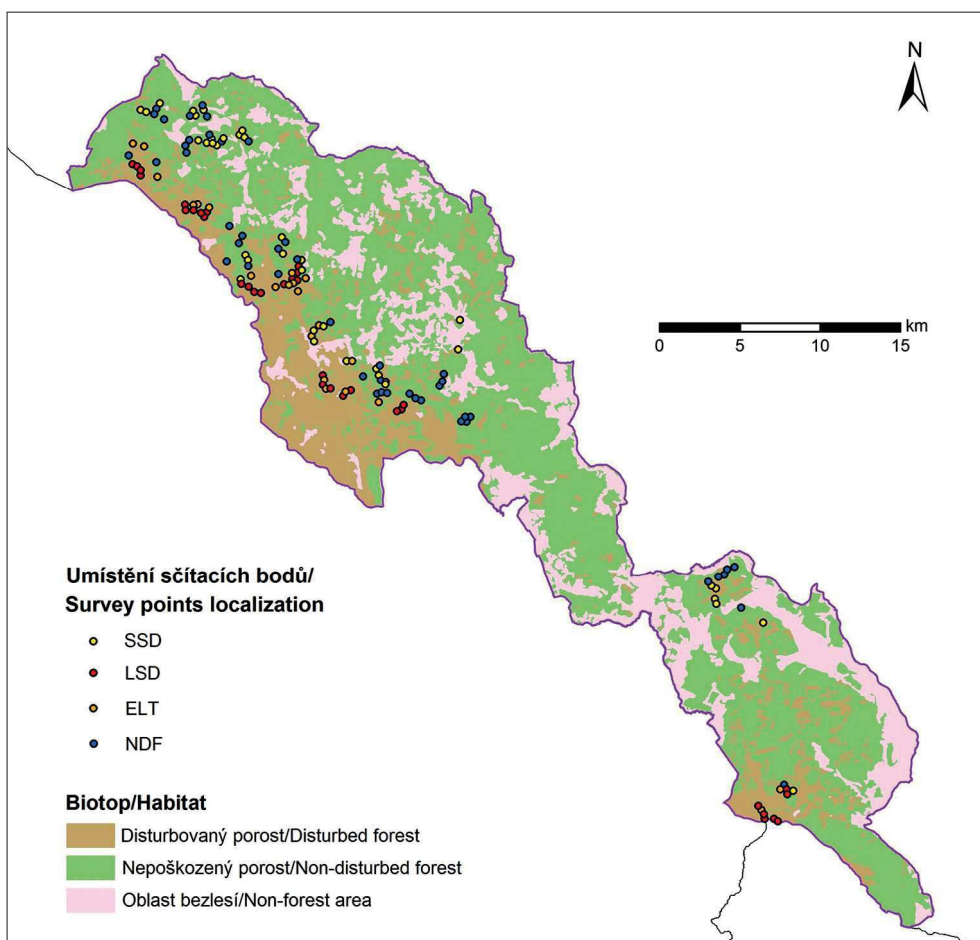 N
km
0 5 10 15
Umístění sčítacích bodů/
Survey points localization
SSD
LSD
ELT
NDF
Biotop/Habitat
Disturbovaný porost/Disturbed forest
Nepoškozený porost/Non-disturbed forest
Oblast bezlesí/Non-forest area